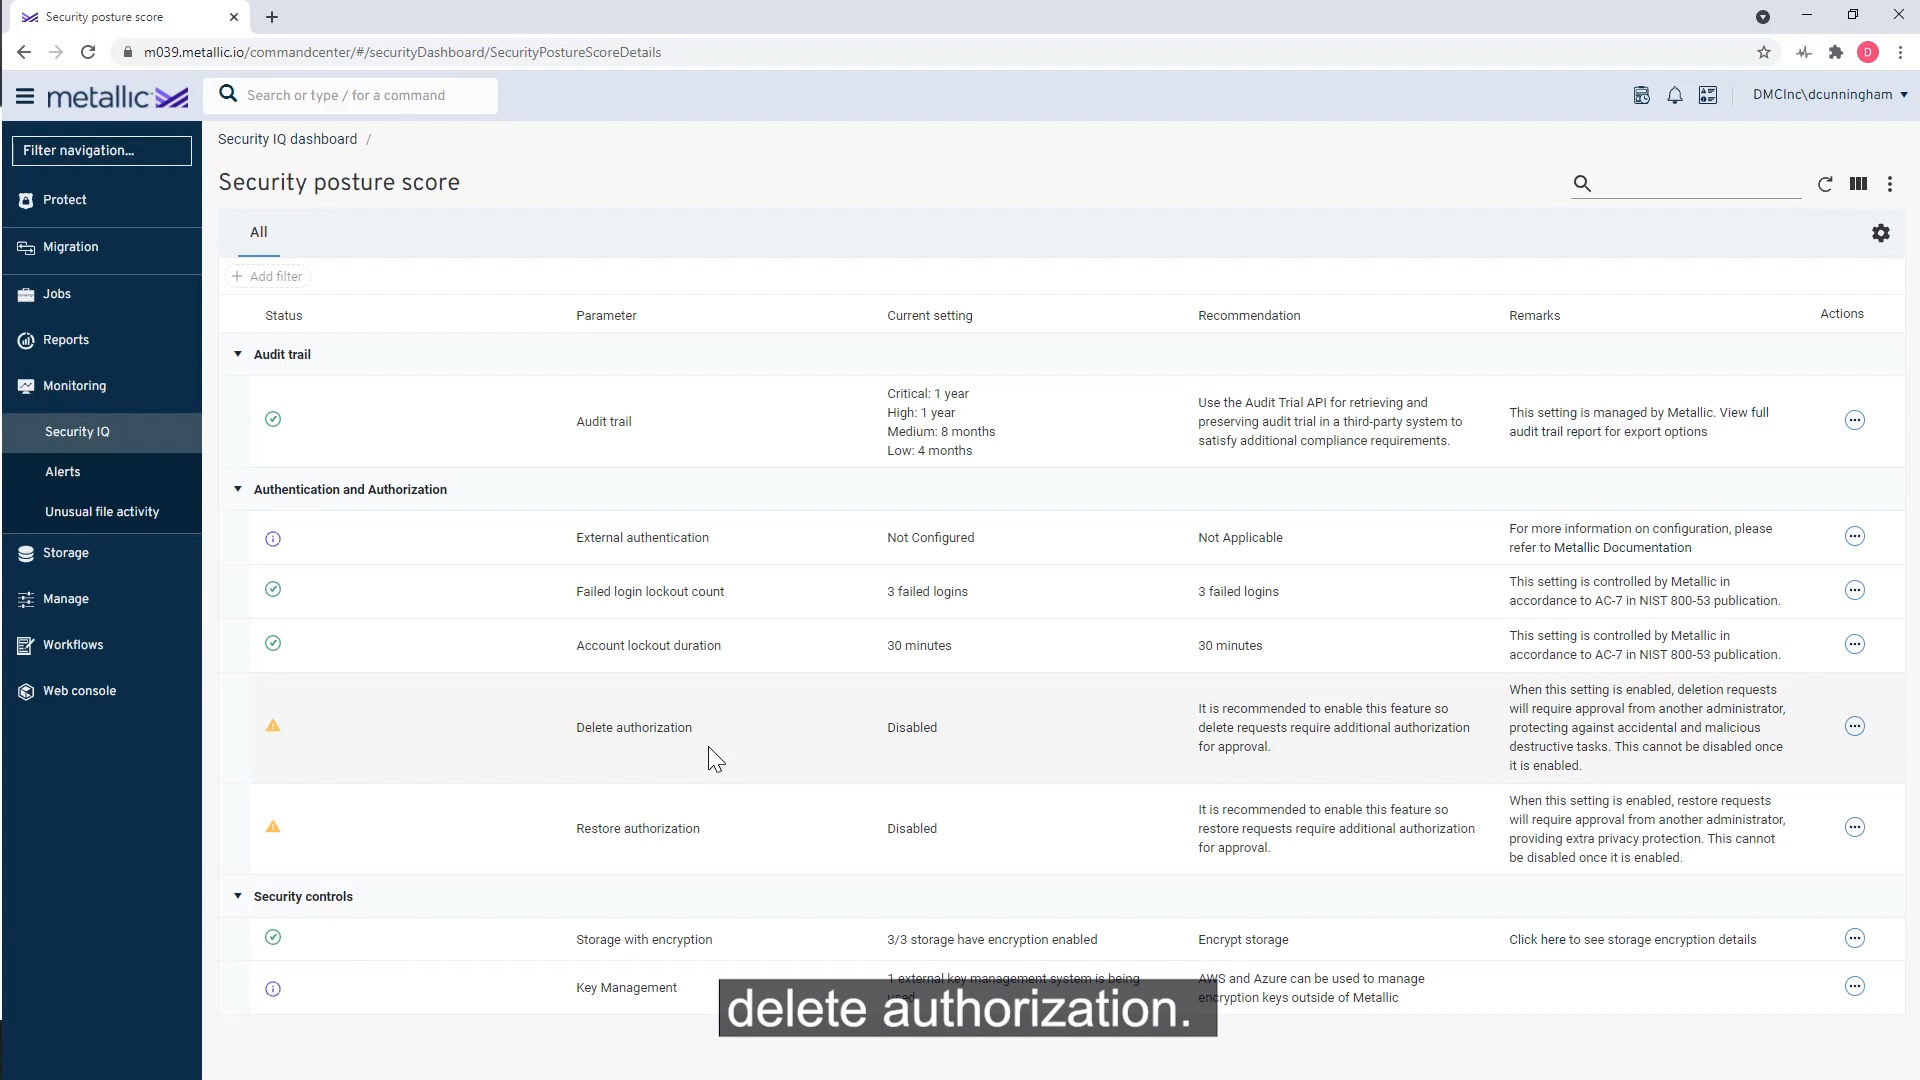 Security posture score
m039.metallic.io/commandcenter/#/securityDashboard/SecurityPostureScoreDetails
D
metallic
Search or type / for a command
DMCInc\dcunningham
Filter navigation...
Protect
Migration
Jobs
Reports
Monitoring
Security IQ
Alerts
Unusual file activity
Storage
Manage
Workflows
Web console
Security IQ dashboard /
Security posture score
All
+ Add filter
Status Parameter Current setting Recommendation Remarks Actions
Audit trail
Audit trail
Critical: 1 year
High: 1 year
Medium: 8 months
Low: 4 months
Use the Audit Trial API for retrieving and
preserving audit trail in a third-party system to
satisfy additional compliance requirements.
This setting is managed by Metallic. View full
audit trail report for export options
Authentication and Authorization
External authentication
Not Configured
Not Applicable
For more information on configuration, please
refer to Metallic Documentation
Failed login lockout count
3 failed logins
3 failed logins
This setting is controlled by Metallic in
accordance to AC-7 in NIST 800-53 publication.
Account lockout duration
30 minutes
30 minutes
This setting is controlled by Metallic in
accordance to AC-7 in NIST 800-53 publication.
Delete authorization
Disabled
It is recommended to enable this feature so
delete requests require additional authorization
for approval.
When this setting is enabled, deletion requests
will require approval from another administrator,
protecting against accidental and malicious
destructive tasks. This cannot be disabled once
it is enabled.
Restore authorization
Disabled
It is recommended to enable this feature so
restore requests require additional authorization
for approval.
When this setting is enabled, restore requests
will require approval from another administrator,
providing extra privacy protection. This cannot
be disabled once it is enabled.
Security controls
Storage with encryption
3/3 storage have encryption enabled
Encrypt storage
Click here to see storage encryption details
Key Management
1 external key management system is being
AWS and Azure can be used to manage
encryption keys outside of Metallic
delete authorization.